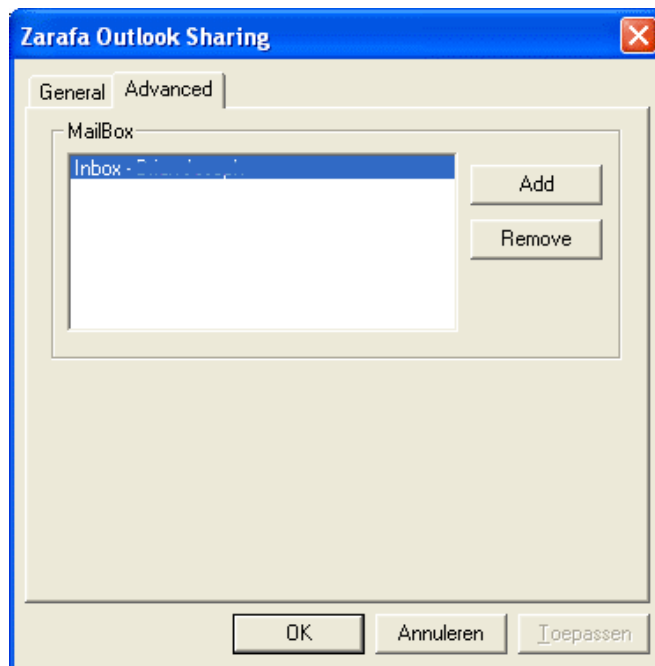 Zarafa Outlook Sharing
General Advanced
MailBox
Inbox -
Add
Remove
OK Annuleren Toepassen